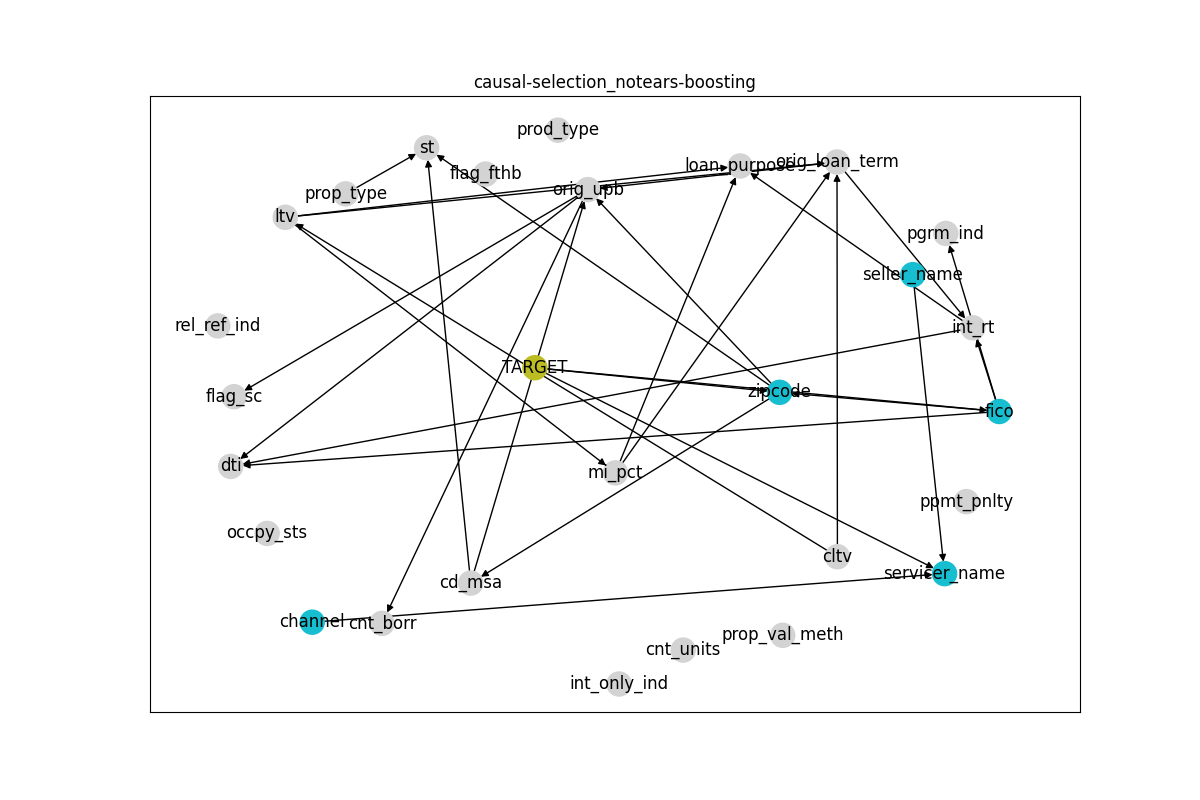 causal-selection_notears-boosting
prod_type
st
loan_purpose
orig_loan_term
flag_fthb
prop_type
orig_upb
ltv
pgrm_ind
seller_name
rel_ref_ind
int_rt
TARGET
zipcode
flag_sc
fico
dti
mi_pct
ppmt_pnlty
occpy_sts
cltv
servicer_name
cd_msa
channel
cnt_borr
prop_val_meth
cnt_units
int_only_ind